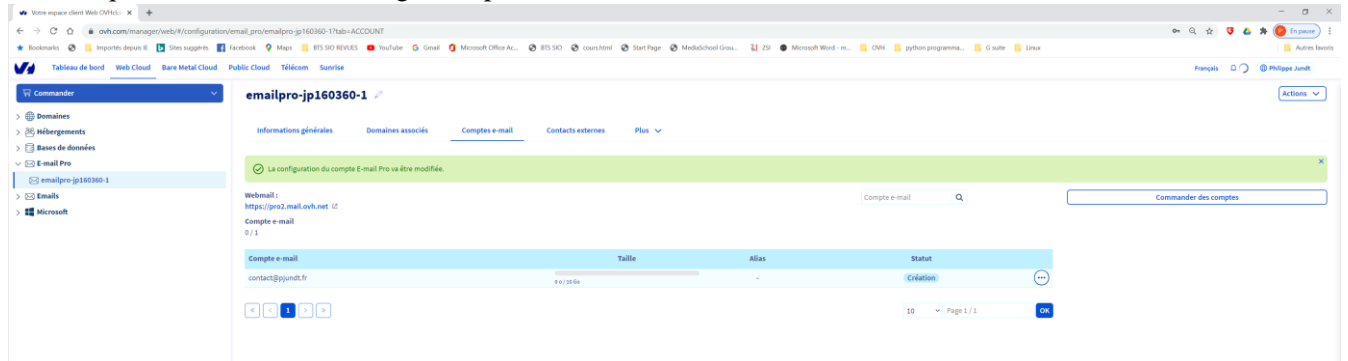 Votre espace client Web OVHclo
ovh.com/manager/web/#/configuration/email_pro/emailpro-jp160360-1?tab=ACCOUNT
En pause
Bookmarks Importés depuis IE Sites suggérés Facebook Maps BTS SIO REVUES YouTube Gmail Microsoft Office Ac... BTS SIO cours.html Start Page MediaSchool Grou... ZSI Microsoft Word - m... OVH python programma... G suite Linux Autres favoris
Tableau de bord Web Cloud Bare Metal Cloud Public Cloud Télécom Sunrise Français Philippe Jundt
Commander
Domaines
Hébergements
Bases de données
E-mail Pro
emailpro-jp160360-1
Emails
Microsoft
emailpro-jp160360-1
Actions
Informations générales Domaines associés Comptes e-mail Contacts externes Plus
La configuration du compte E-mail Pro va être modifiée.
Webmail :
https://pro2.mail.ovh.net
Compte e-mail
0 / 1
Compte e-mail
Commander des comptes
Compte e-mail Taille Alias Statut
contact@pjundt.fr - Création
0 o / 10 Go
« < 1 > »
10 Page 1 / 1 OK